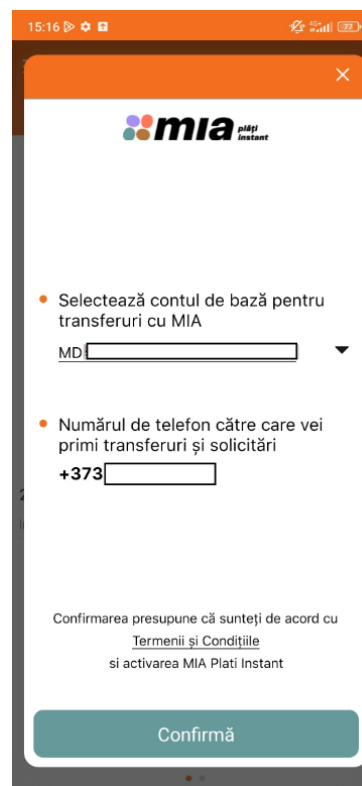 15:16
mia plăți
instant
Selectează contul de bază pentru
transferuri cu MIA
MD
Numărul de telefon către care vei
primi transferuri și solicitări
+373
Confirmarea presupune că sunteți de acord cu
Termenii și Condițiile
si activarea MIA Plati Instant
Confirmă